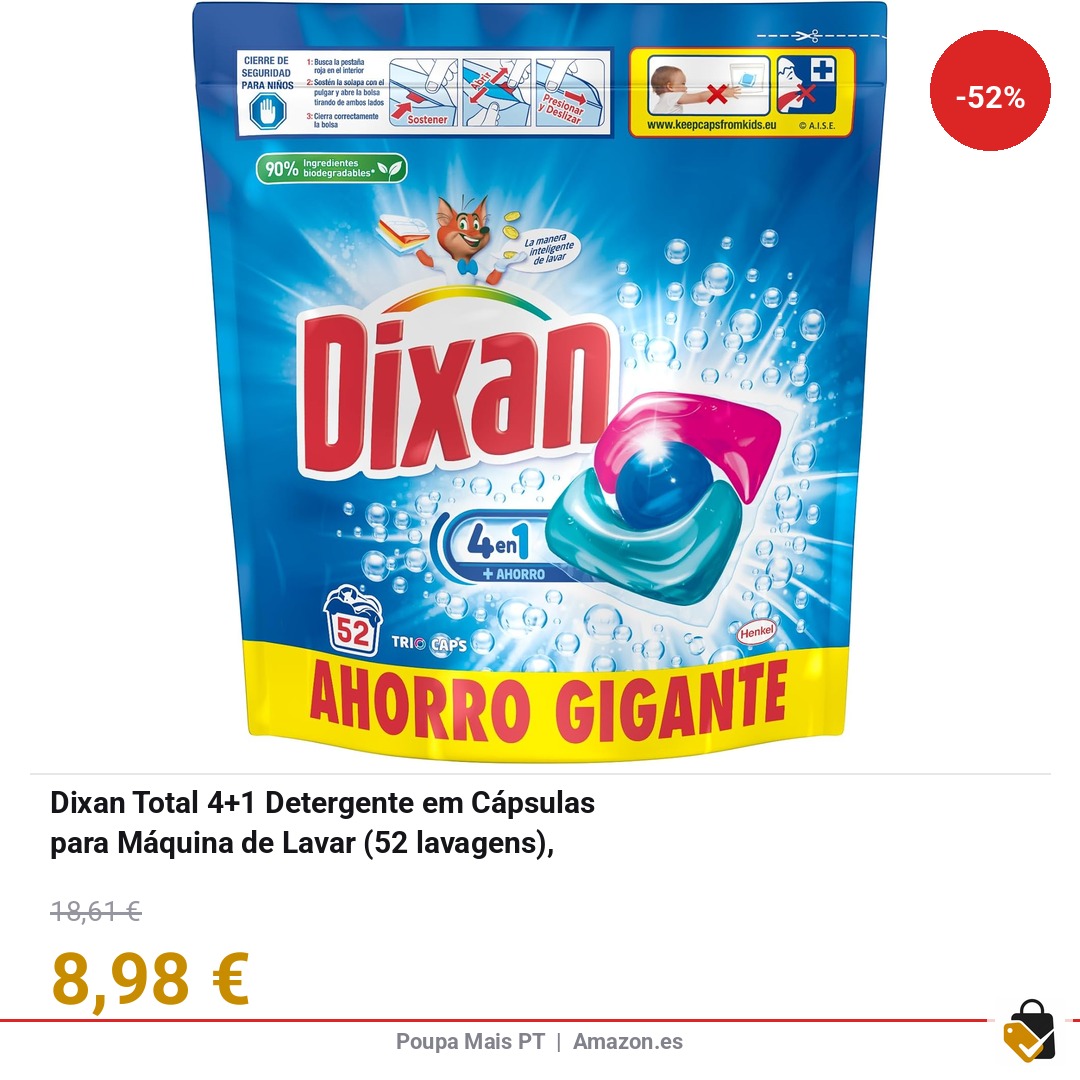 CIERRE DE
SEGURIDAD
PARA NIÑOS
1: Busca la pestaña
roja en el interior
2: Sostén la solapa con el
pulgar y abre la bolsa
tirando de ambos lados
3: Cierra correctamente
la bolsa
Sostener
Abrir
Presionar
y Deslizar
www.keepcapsfromkids.eu
© A.I.S.E.
-52%
90% Ingredientes
biodegradables*
La manera
inteligente
de lavar
Dixan
4en1
+ AHORRO
52
TRIO CAPS
Henkel
AHORRO GIGANTE
Dixan Total 4+1 Detergente em Cápsulas
para Máquina de Lavar (52 lavagens),
18,61 €
8,98 €
Poupa Mais PT | Amazon.es